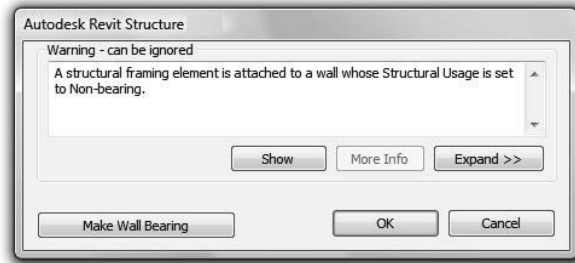 Autodesk Revit Structure
Warning - can be ignored
A structural framing element is attached to a wall whose Structural Usage is set
to Non-bearing.
Show More Info Expand >>
Make Wall Bearing OK Cancel